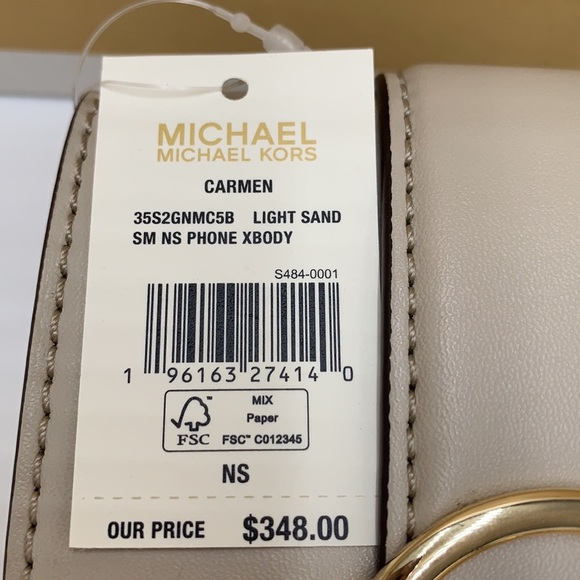 MICHAEL
MICHAEL KORS
CARMEN
35S2GNMC5B LIGHT SAND
SM NS PHONE XBODY
S484-0001
1 96163 27414 0
FSC
MIX
Paper
FSC™ C012345
NS
OUR PRICE $348.00